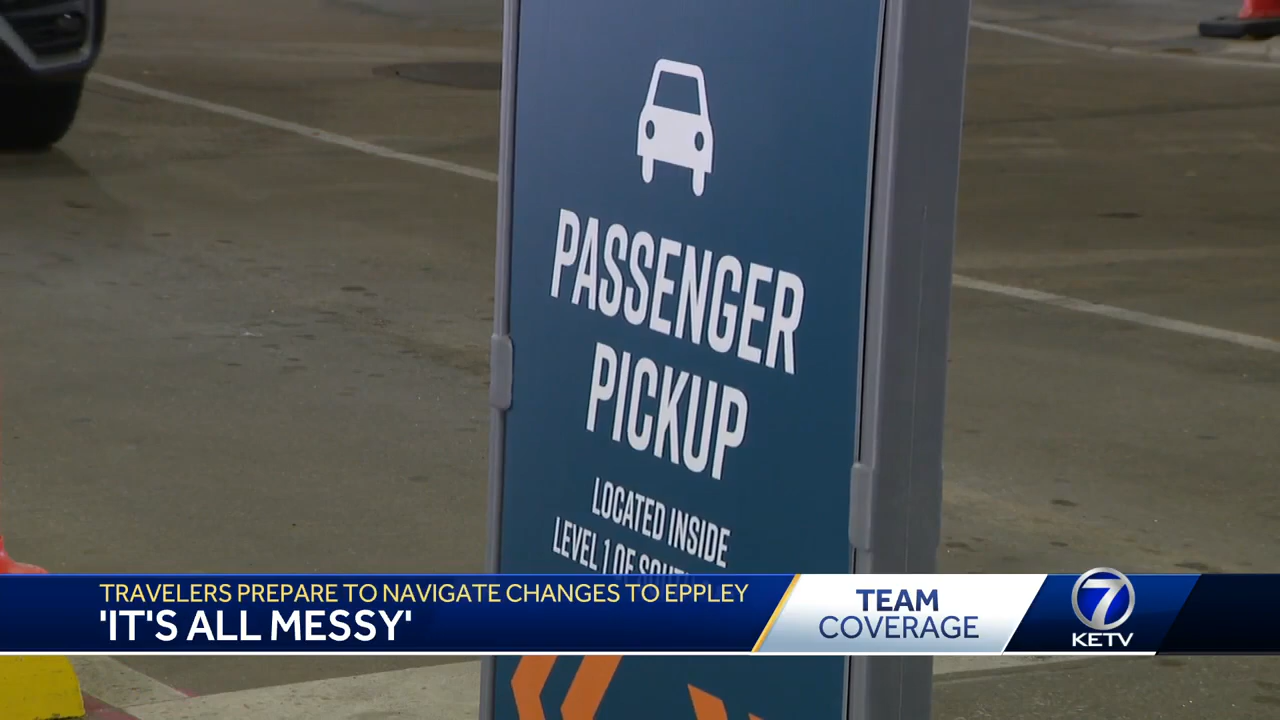 PASSENGER
PICKUP
LOCATED INSIDE
LEVEL 1 OF SOUTH
TRAVELERS PREPARE TO NAVIGATE CHANGES TO EPPLEY
'IT'S ALL MESSY'
TEAM
COVERAGE
7
KETV